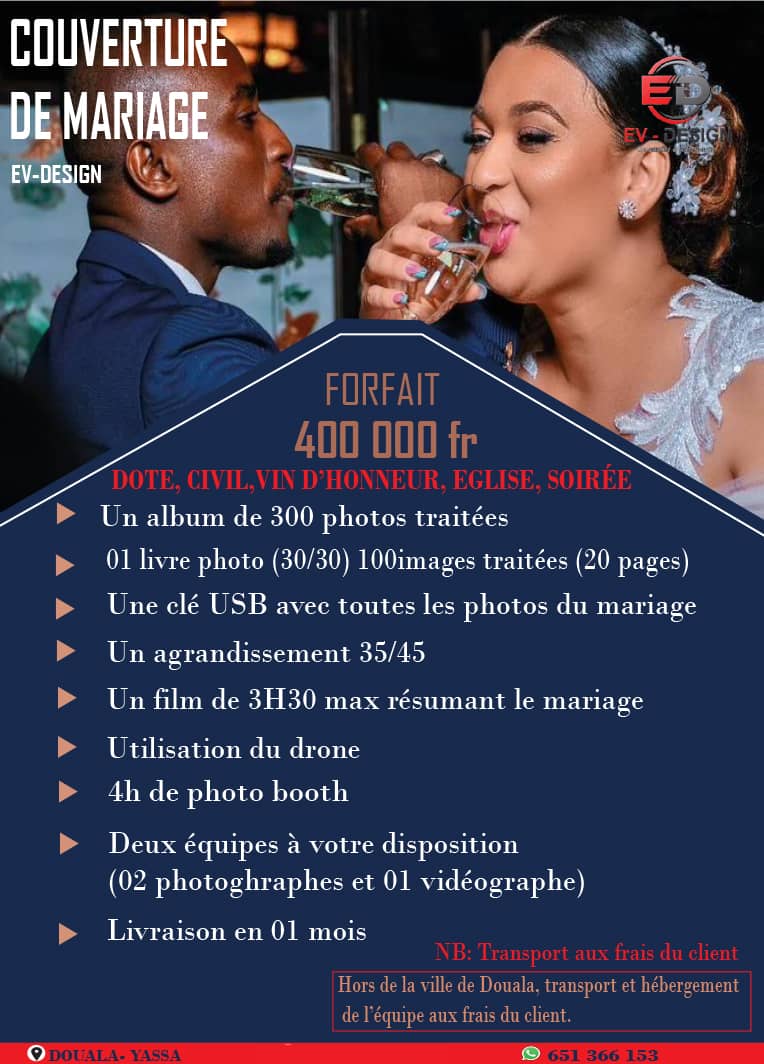 COUVERTURE
DE MARIAGE
EV-DESIGN
ED
EV - DESIGN
FORFAIT
400 000 fr
DOTE, CIVIL,VIN D'HONNEUR, EGLISE, SOIRÉE
Un album de 300 photos traitées
01 livre photo (30/30) 100images traitées (20 pages)
Une clé USB avec toutes les photos du mariage
Un agrandissement 35/45
Un film de 3H30 max résumant le mariage
Utilisation du drone
4h de photo booth
Deux équipes à votre disposition
(02 photoghraphes et 01 vidéographe)
Livraison en 01 mois
NB: Transport aux frais du client
Hors de la ville de Douala, transport et hébergement
de l'équipe aux frais du client.
DOUALA- YASSA
651 366 153